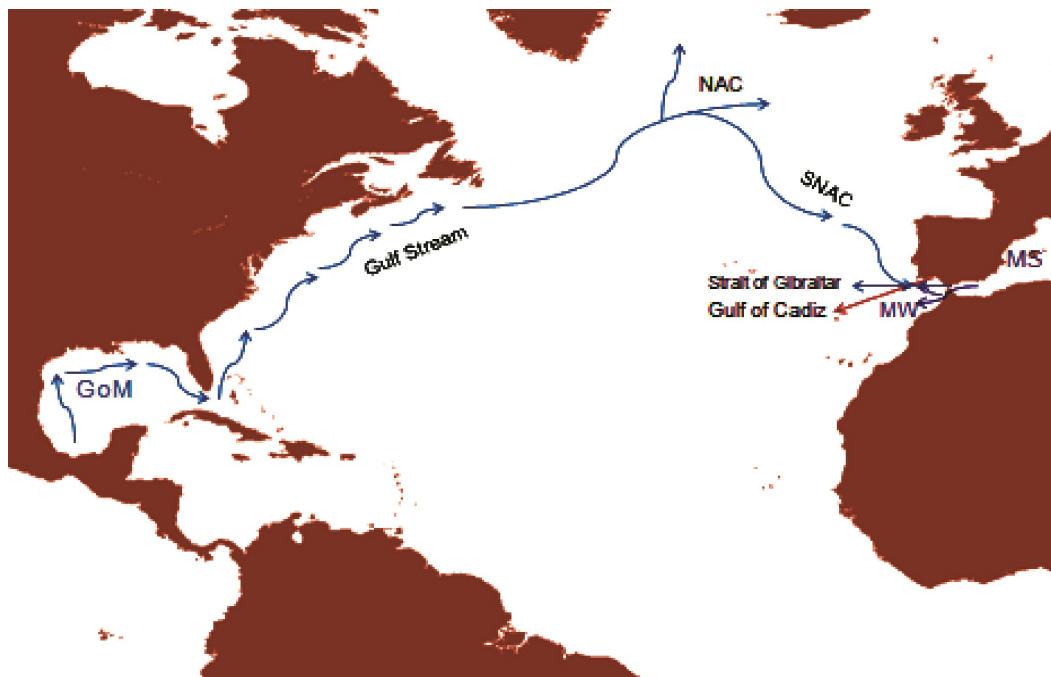 NAC
SNAC
Gulf Stream
MS
Strait of Gibraltar
Gulf of Cadiz
MW
GoM